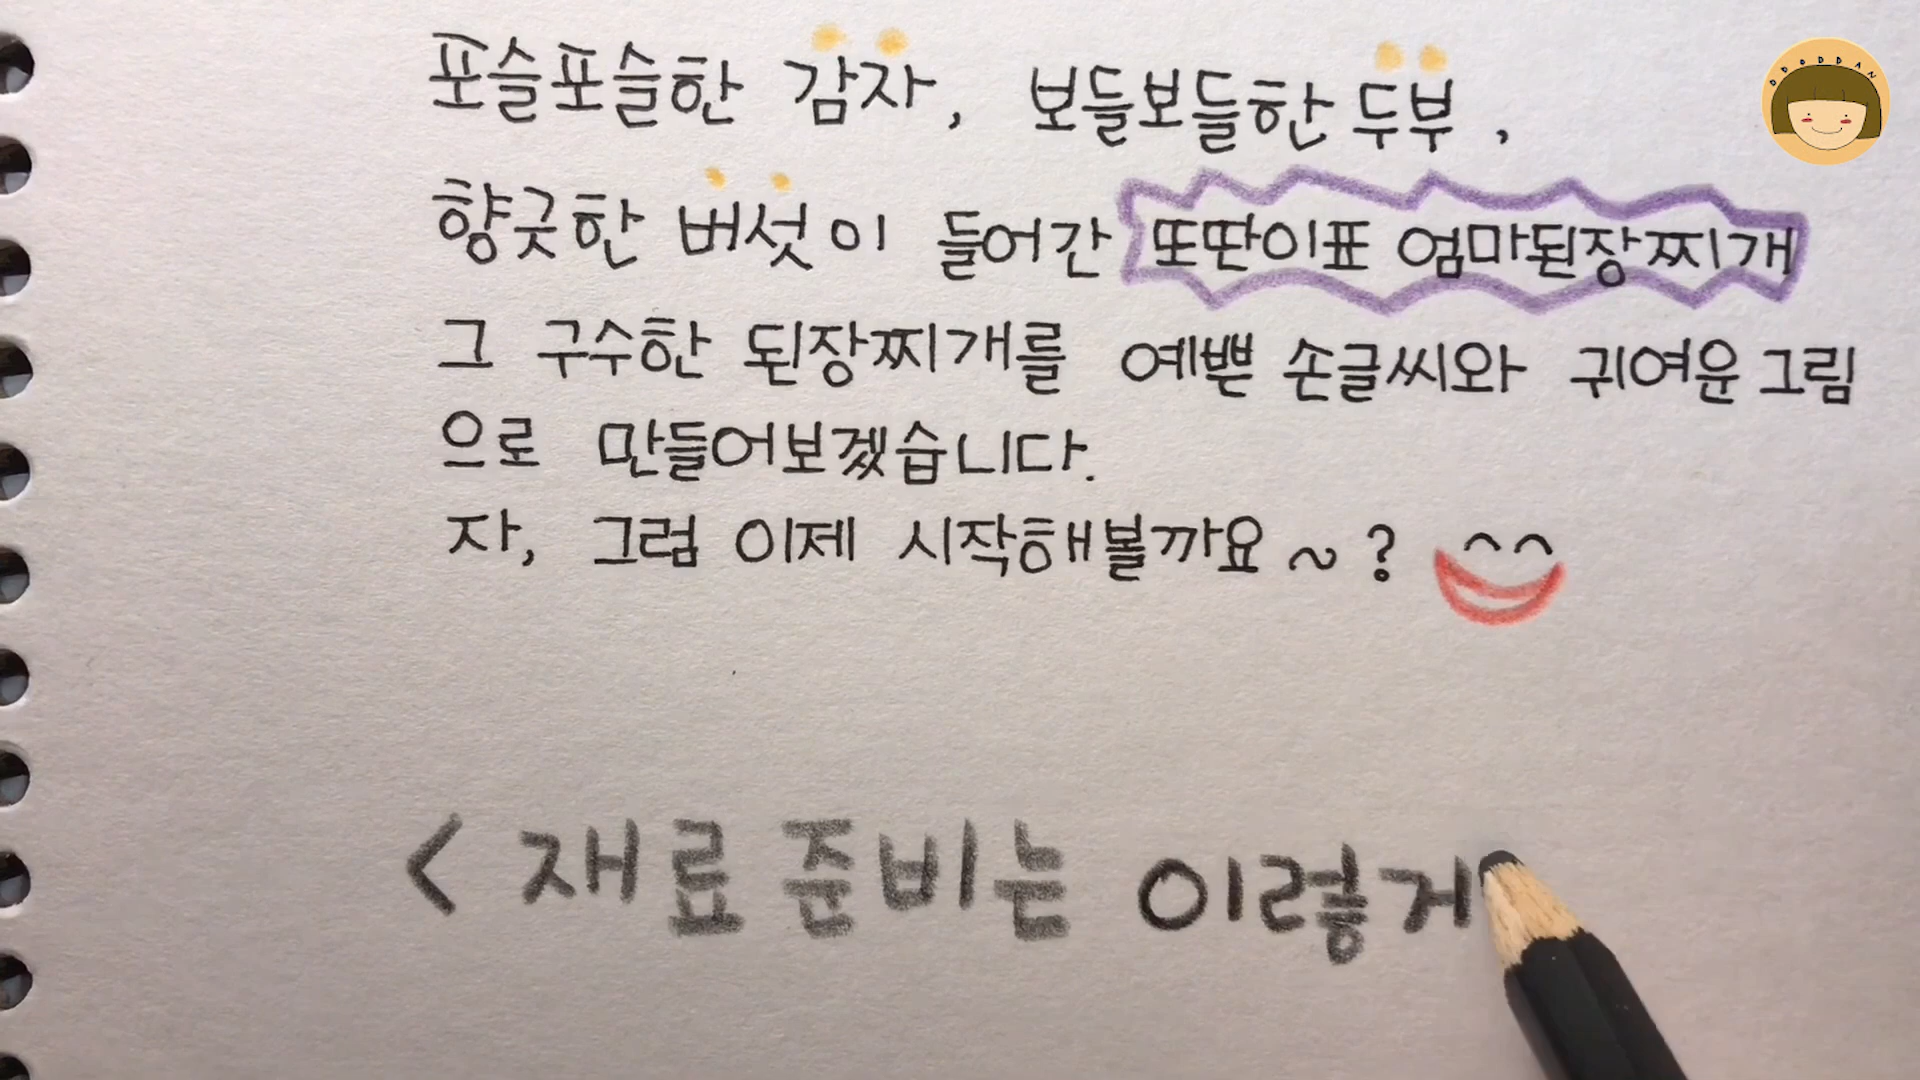 포슬포슬한 감자, 보들보들한 두부,
향긋한 버섯이 들어간 또딴이표 엄마된장찌개
그 구수한 된장찌개를 예쁜 손글씨와 귀여운 그림
으로 만들어보겠습니다.
자, 그럼 이제 시작해볼까요~?
<재료 준비는 이렇게
DDODDAN